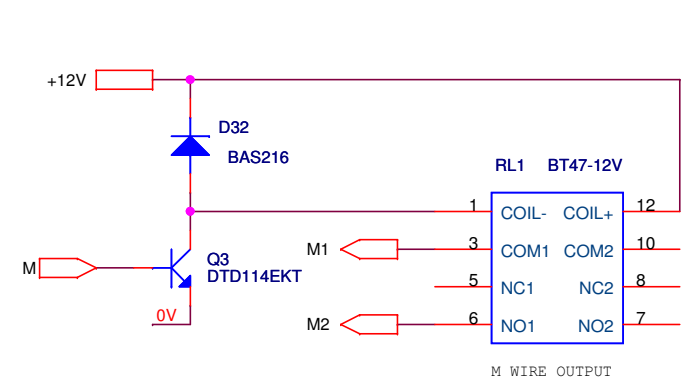 +12V
D32
BAS216
RL1 BT47-12V
1 COIL- COIL+ 12
M1 3 COM1 COM2 10
M Q3
DTD114EKT
5 NC1 NC2 8
0V
M2 6 NO1 NO2 7
M WIRE OUTPUT